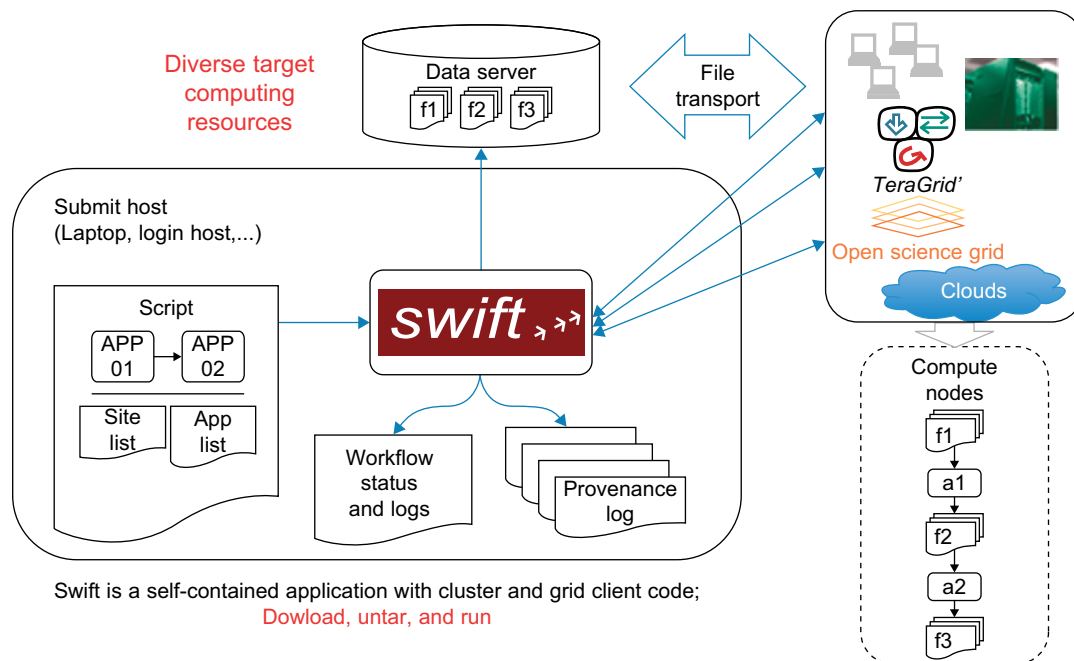 Diverse target
computing
resources
Data server
f1 f2 f3
File
transport
TeraGrid’
Open science grid
Clouds
Submit host
(Laptop, login host,...)
Script
APP
01
APP
02
Site
list
App
list
swift
Workflow
status
and logs
Provenance
log
Compute
nodes
f1
a1
f2
a2
f3
Swift is a self-contained application with cluster and grid client code;
Dowload, untar, and run